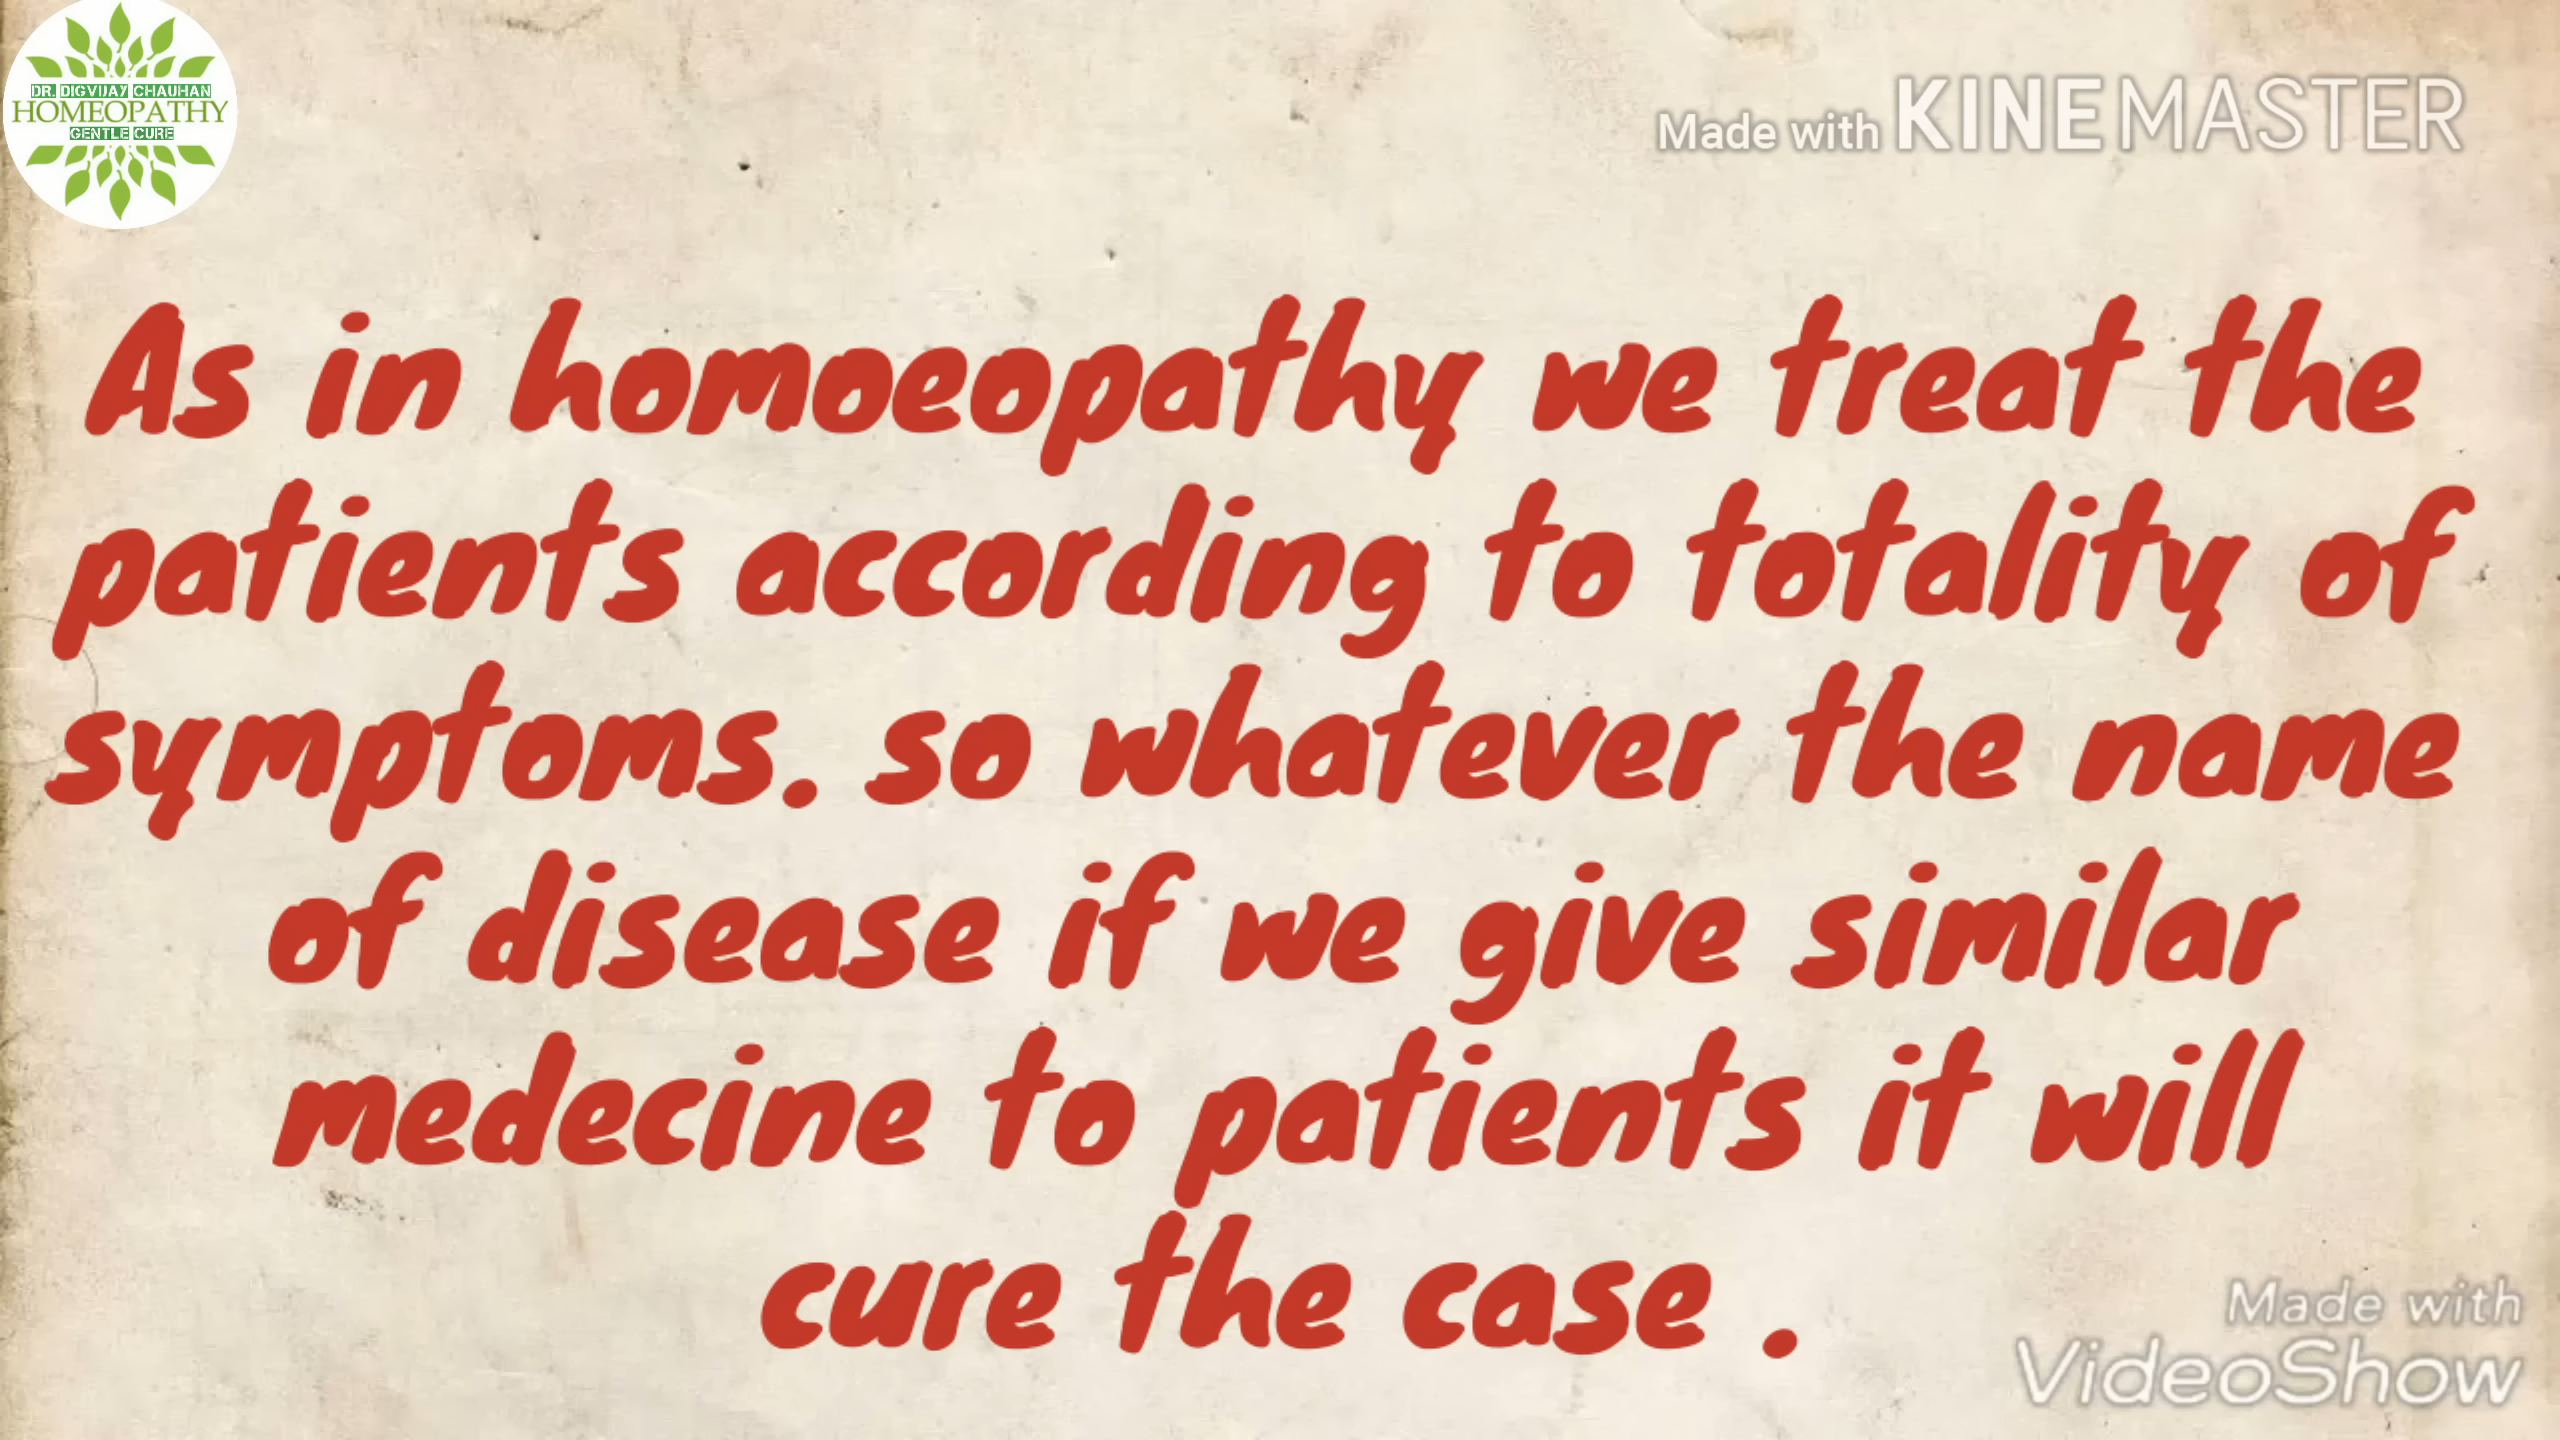 DR. DIGVIJAY CHAUHAN
HOMEOPATHY
GENTLE CURE
Made with KINEMASTER
As in homoeopathy we treat the
patients according to totality of
symptoms. so whatever the name
of disease if we give similar
medecine to patients it will
cure the case .
Made with
VideoShow